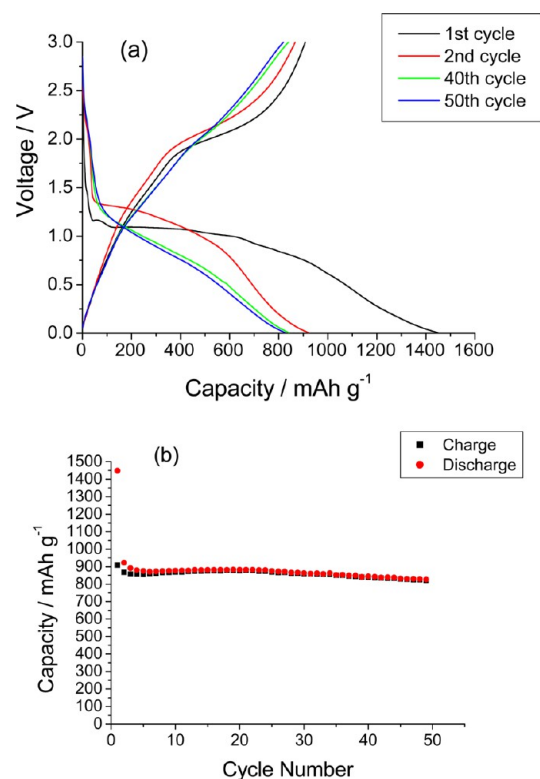 (a)
1st cycle
2nd cycle
40th cycle
50th cycle
3.0
2.5
2.0
1.5
1.0
0.5
0.0
Voltage / V
0 200 400 600 800 1000 1200 1400 1600
Capacity / mAh g⁻¹
(b)
Charge
Discharge
1500
1400
1300
1200
1100
1000
900
800
700
600
500
400
300
200
100
0
Capacity / mAh g⁻¹
0 10 20 30 40 50
Cycle Number